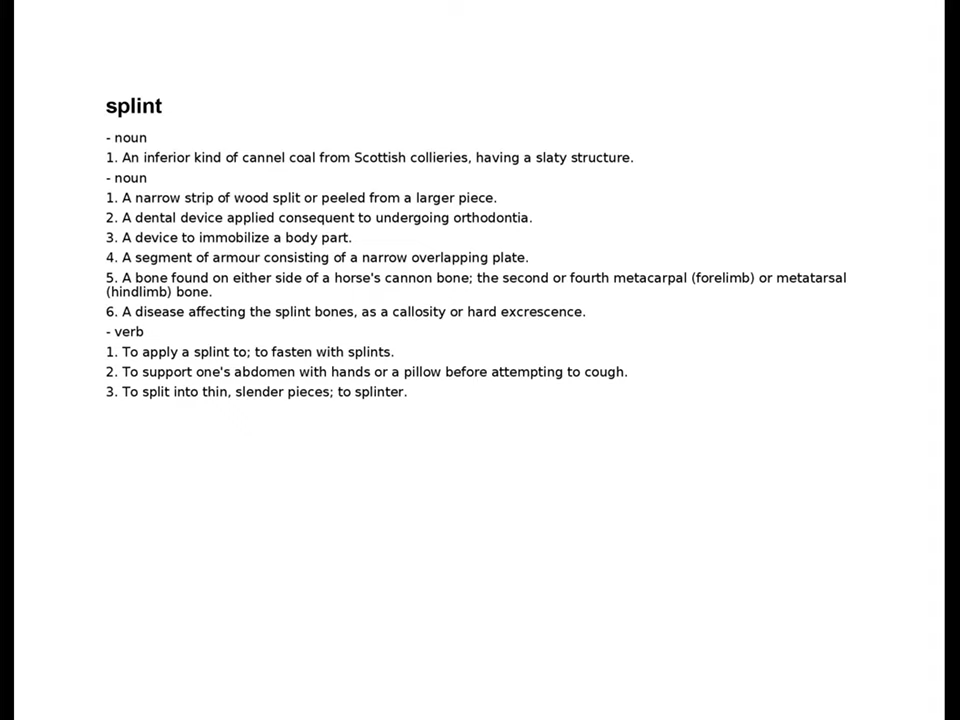 splint
- noun
1. An inferior kind of cannel coal from Scottish collieries, having a slaty structure.
- noun
1. A narrow strip of wood split or peeled from a larger piece.
2. A dental device applied consequent to undergoing orthodontia.
3. A device to immobilize a body part.
4. A segment of armour consisting of a narrow overlapping plate.
5. A bone found on either side of a horse's cannon bone; the second or fourth metacarpal (forelimb) or metatarsal
(hindlimb) bone.
6. A disease affecting the splint bones, as a callosity or hard excrescence.
- verb
1. To apply a splint to; to fasten with splints.
2. To support one's abdomen with hands or a pillow before attempting to cough.
3. To split into thin, slender pieces; to splinter.